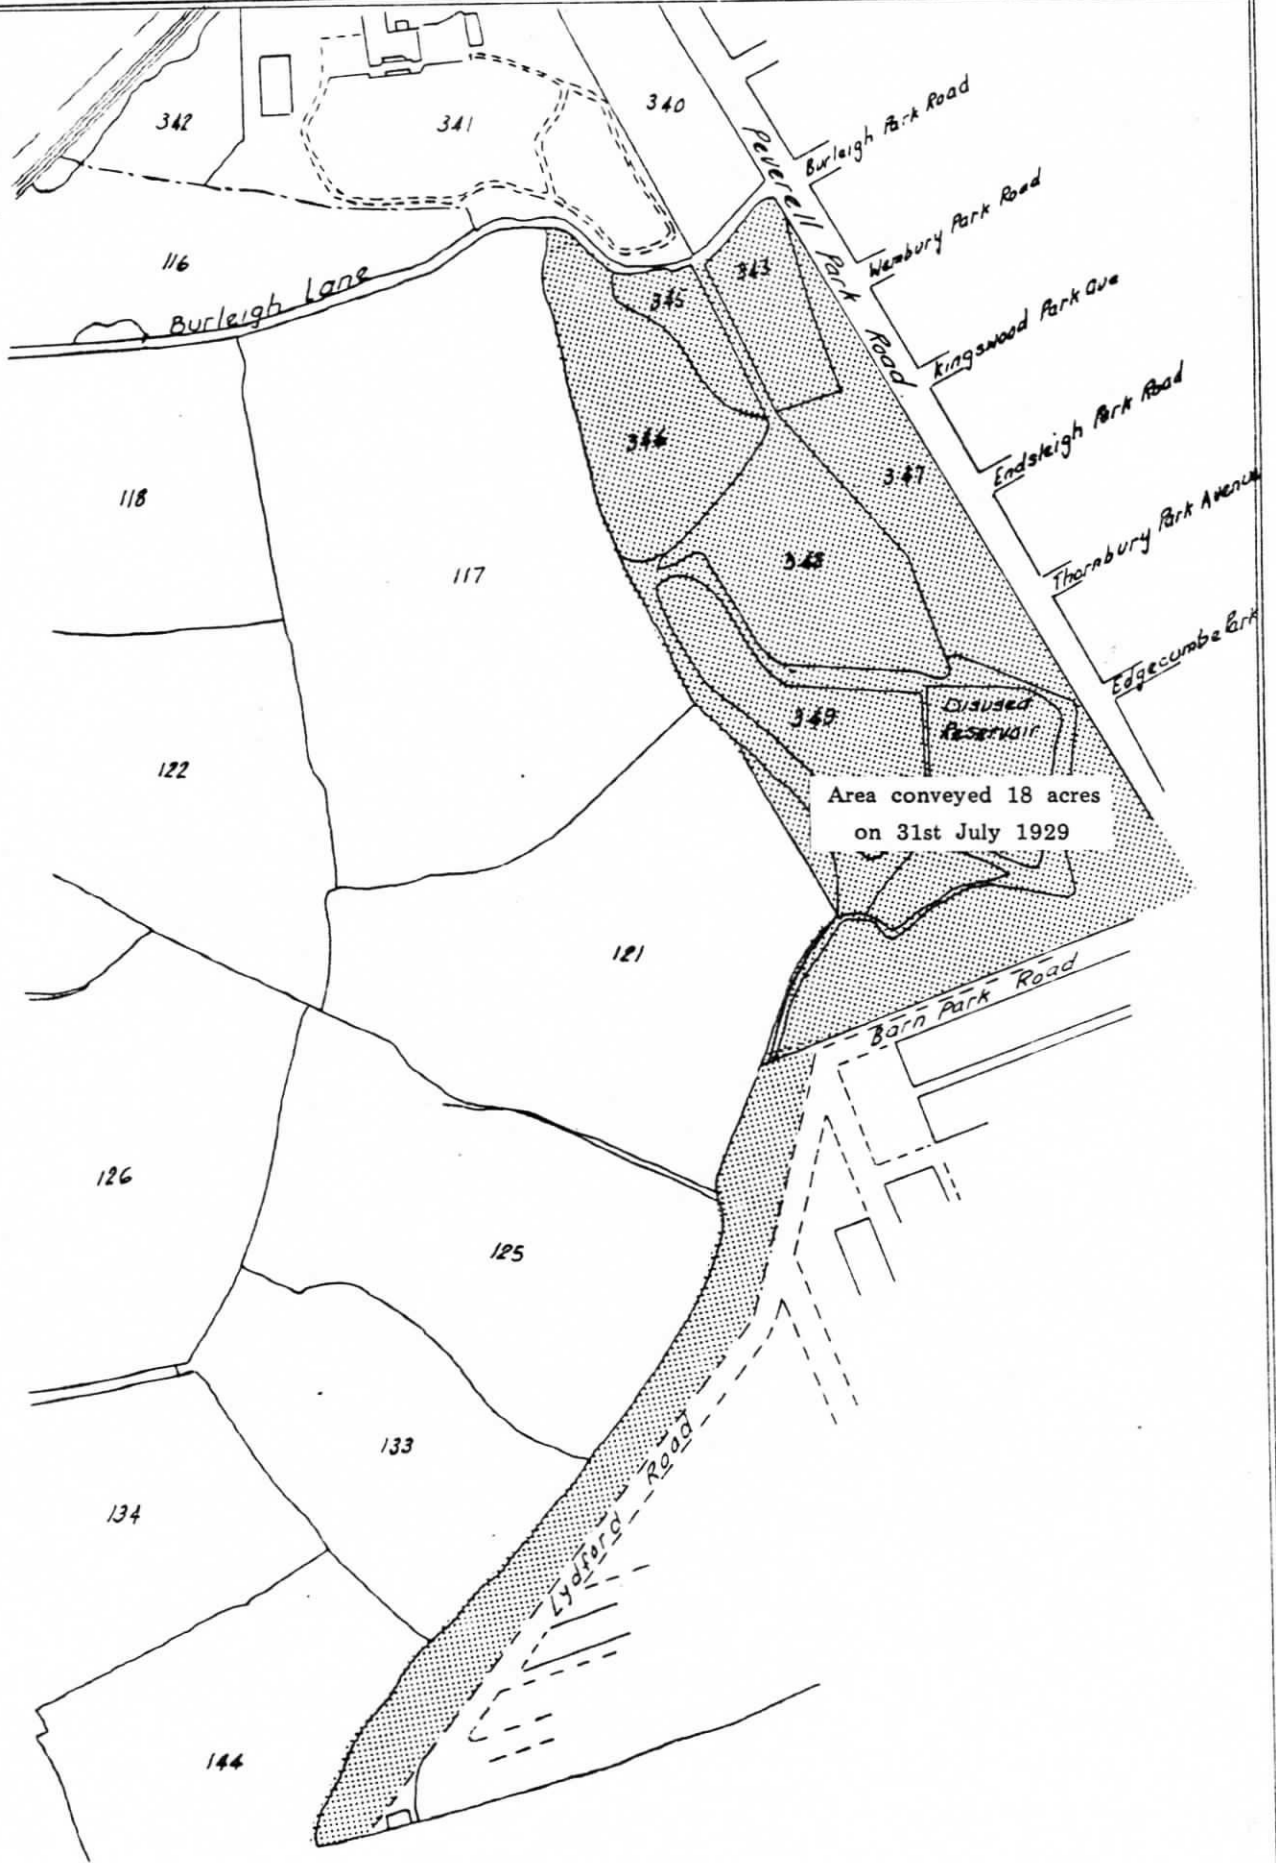 340
Burleigh Park Road
342
341
Peverell Park Road
Wembury Park Road
116
Burleigh Lane
343
345
Kingswood Park Ave
346
347
Endsleigh Park Road
118
117
348
Thornbury Park Avenue
Edgecumbe Park
349
Disused
Reservoir
122
Area conveyed 18 acres
on 31st July 1929
121
Barn Park Road
126
125
133
Lydford Road
134
144